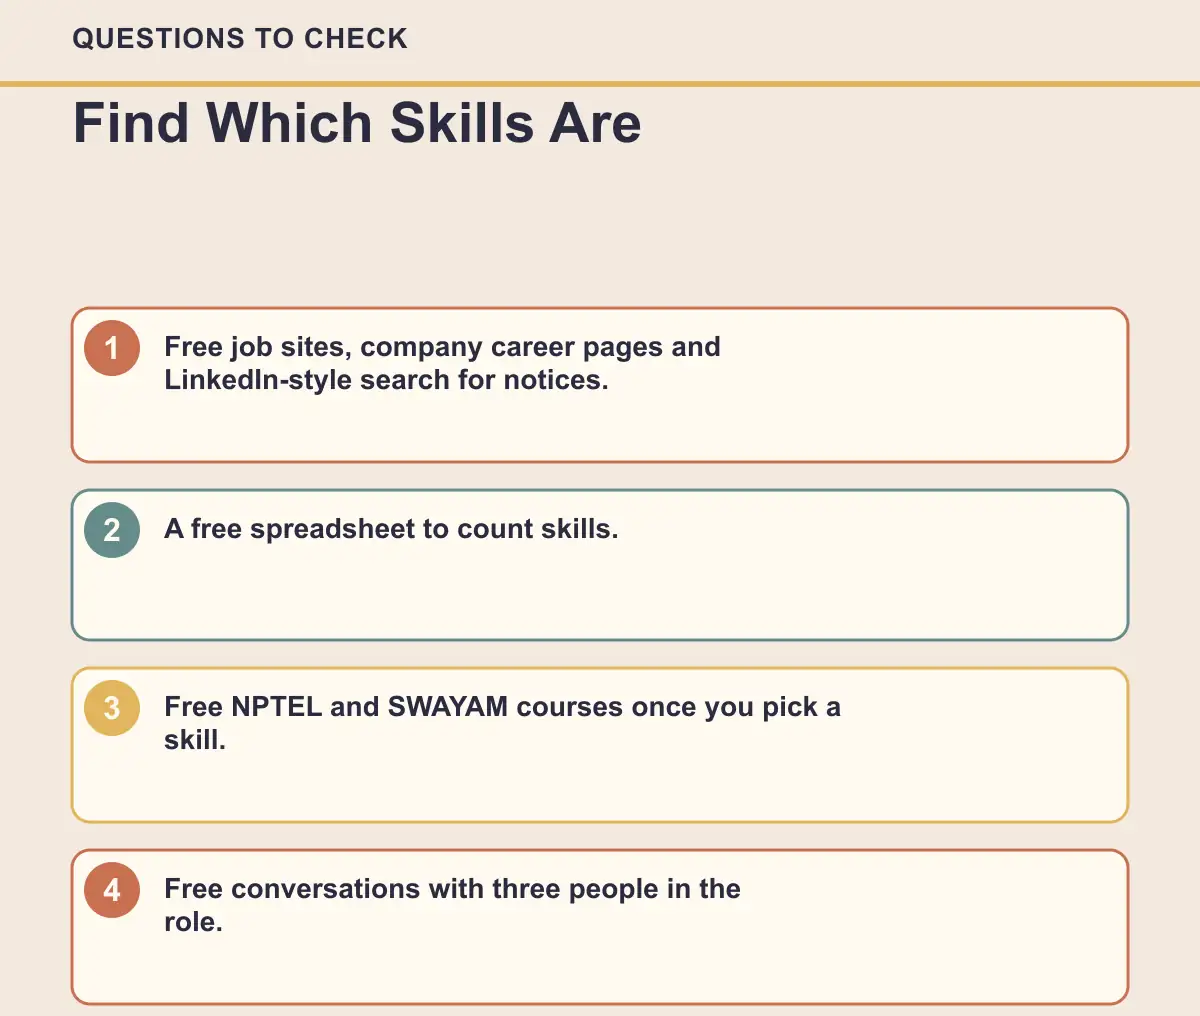 QUESTIONS TO CHECK
Find Which Skills Are
1
Free job sites, company career pages and
LinkedIn-style search for notices.
2
A free spreadsheet to count skills.
3
Free NPTEL and SWAYAM courses once you pick a
skill.
4
Free conversations with three people in the
role.